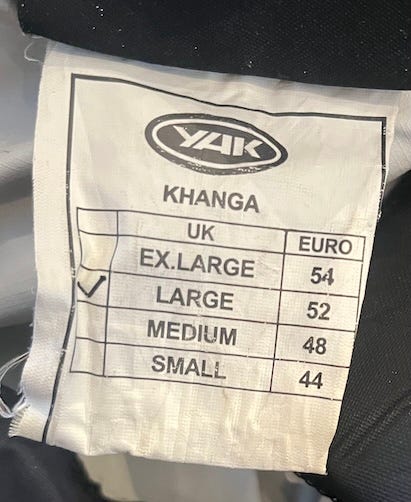 YAK
KHANGA
UK EURO
EX.LARGE 54
✓ LARGE 52
MEDIUM 48
SMALL 44